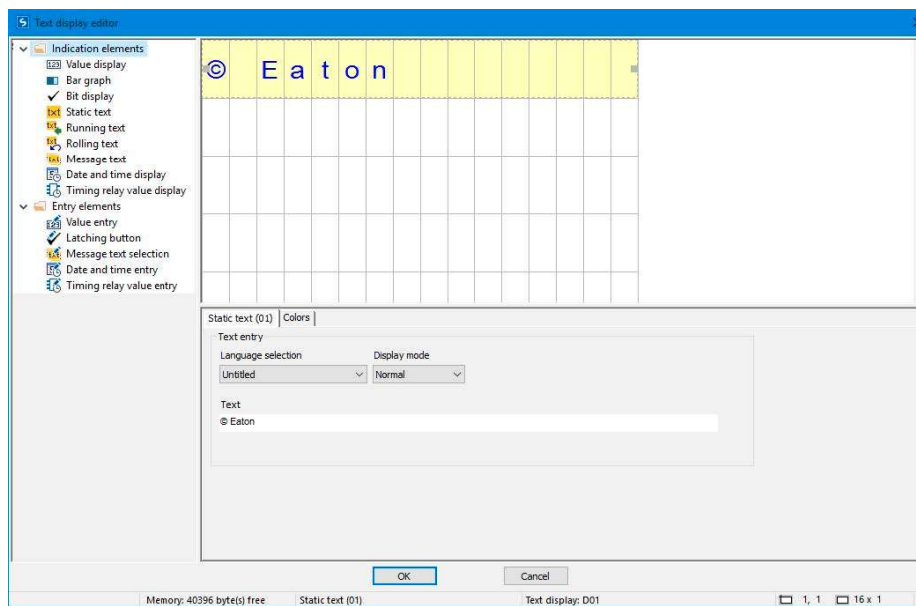 Text display editor
Indication elements
Value display
Bar graph
Bit display
Static text
Running text
Rolling text
Message text
Date and time display
Timing relay value display
Entry elements
Value entry
Latching button
Message text selection
Date and time entry
Timing relay value entry
© Eaton
Static text (01) Colors
Text entry
Language selection Display mode
Untitled Normal
Text
© Eaton
OK Cancel
Memory: 40396 byte(s) free Static text (01) Text display: D01 1, 1 16 x 1